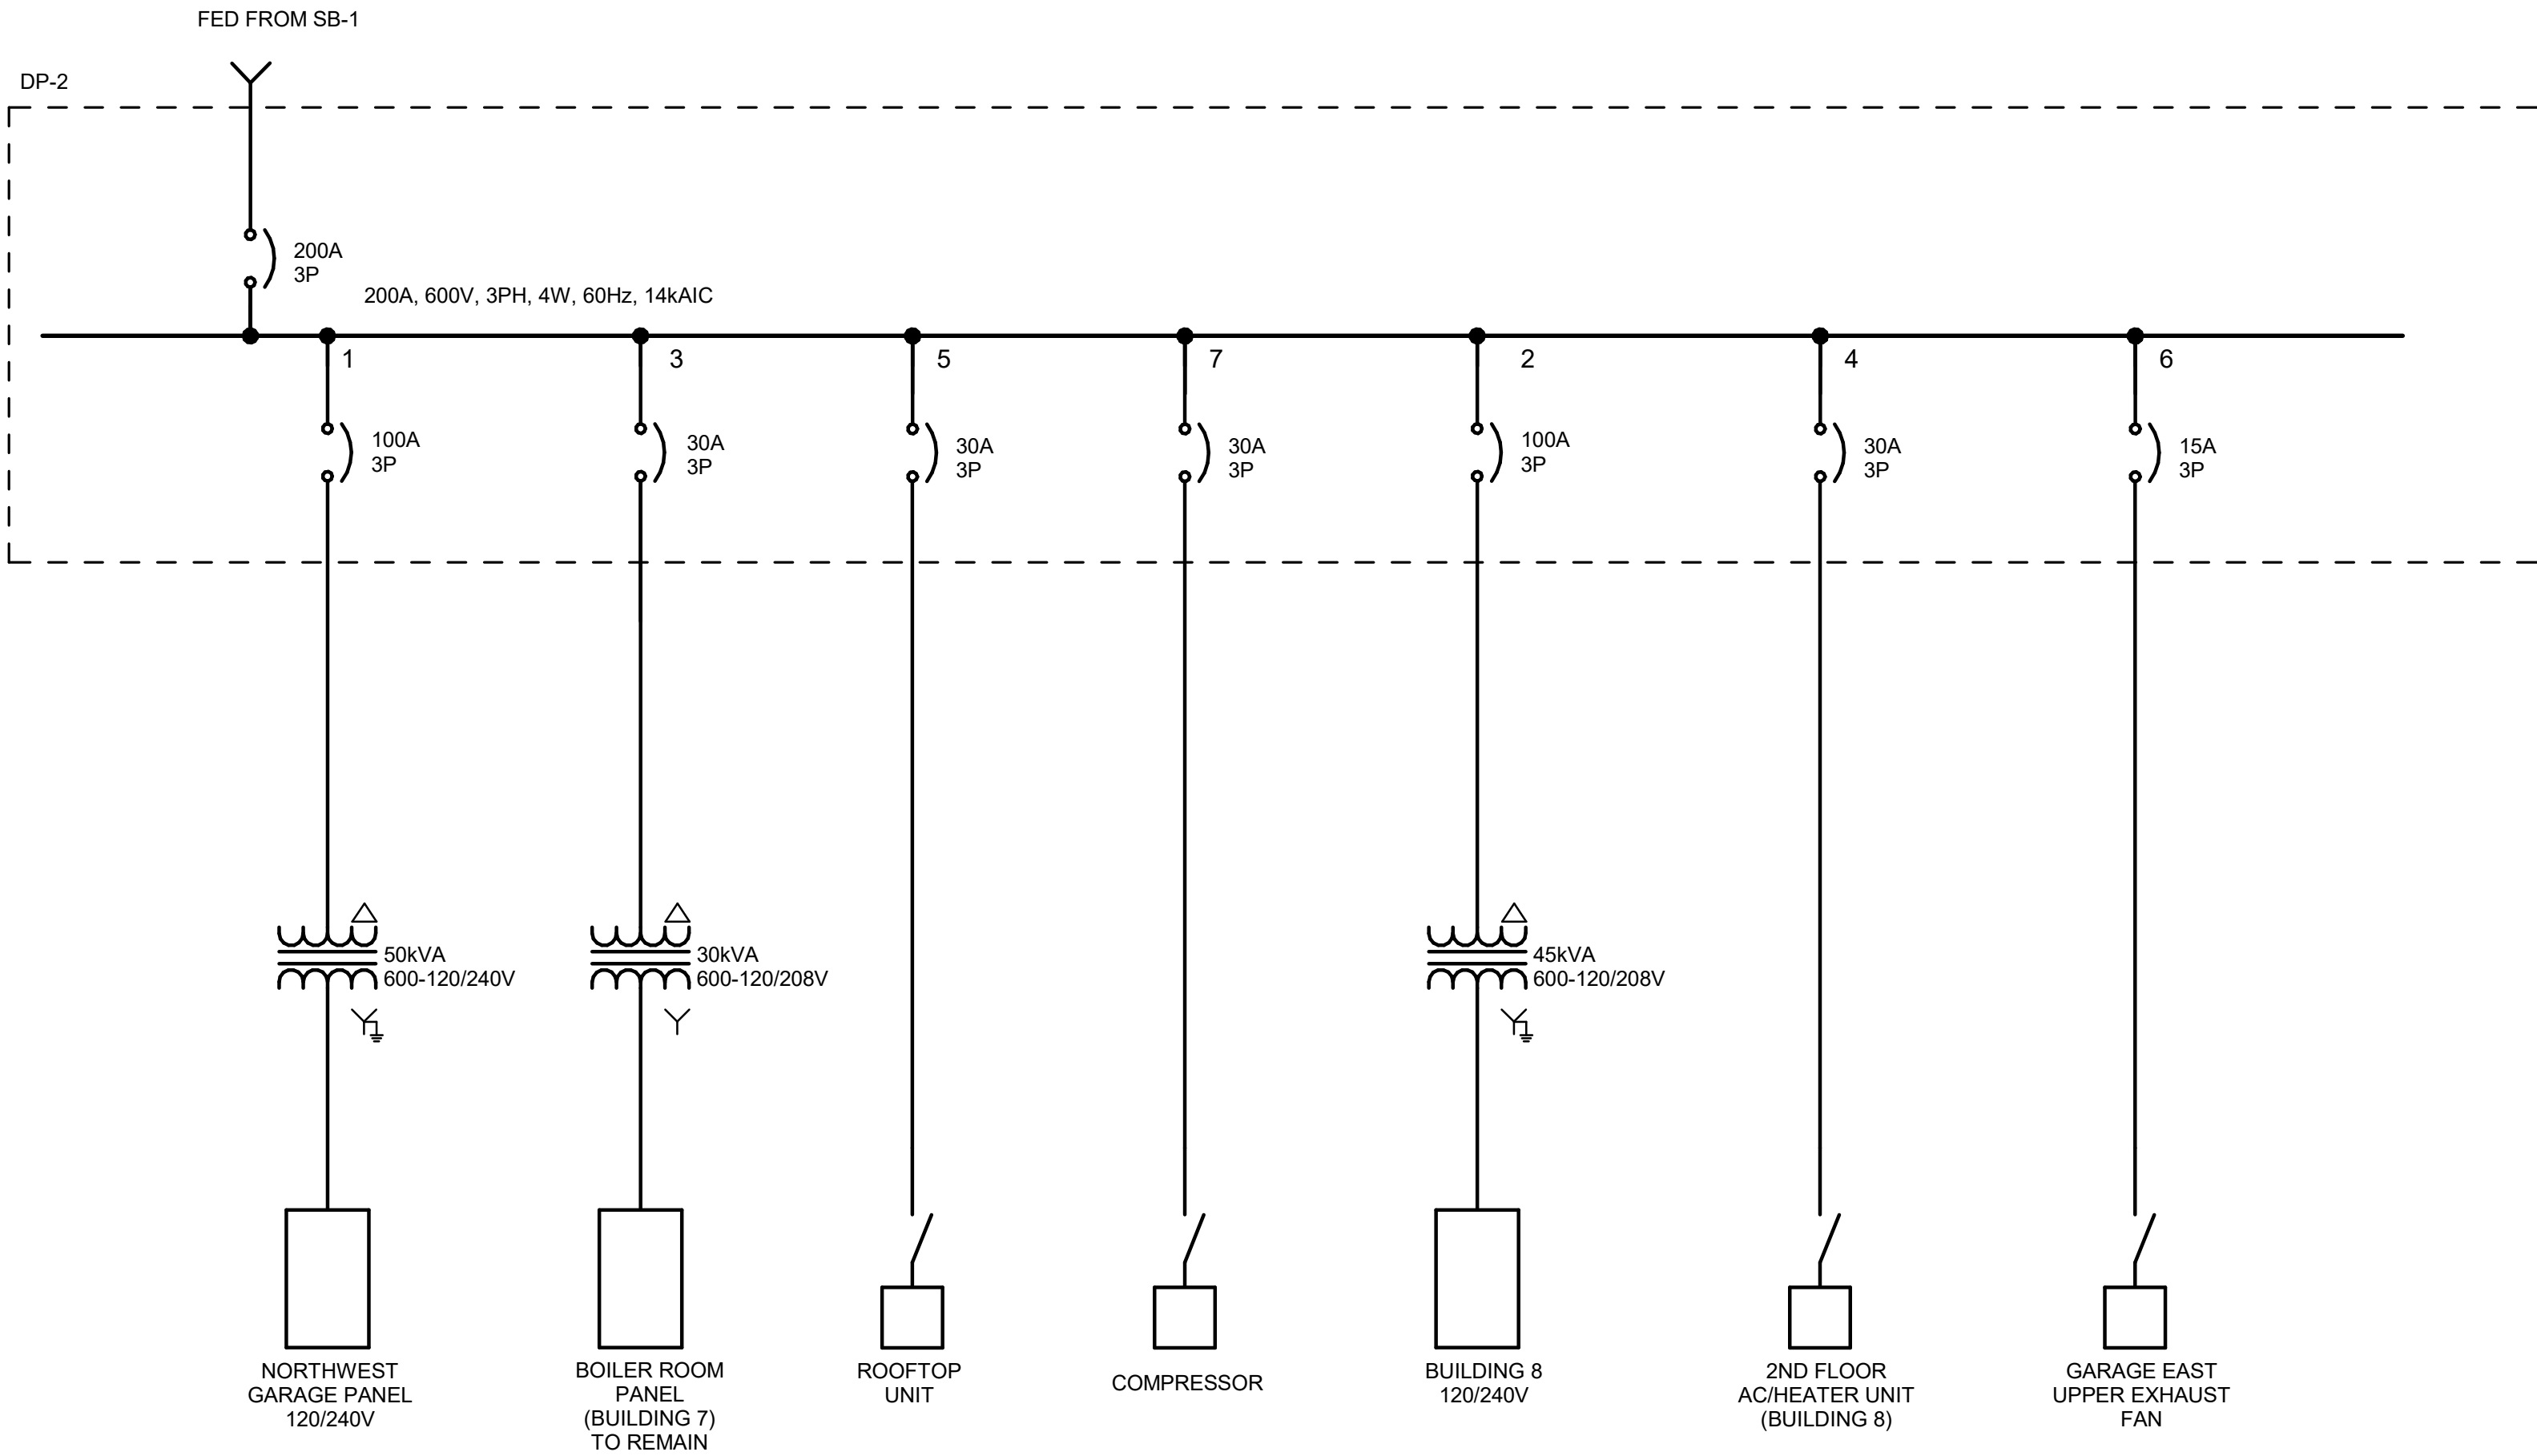 FED FROM SB-1
DP-2
200A
3P
200A, 600V, 3PH, 4W, 60Hz, 14kAIC
1
3
5
7
2
4
6
100A
3P
30A
3P
30A
3P
30A
3P
100A
3P
30A
3P
15A
3P
50kVA
600-120/240V
30kVA
600-120/208V
45kVA
600-120/208V
NORTHWEST
GARAGE PANEL
120/240V
BOILER ROOM
PANEL
(BUILDING 7)
TO REMAIN
ROOFTOP
UNIT
COMPRESSOR
BUILDING 8
120/240V
2ND FLOOR
AC/HEATER UNIT
(BUILDING 8)
GARAGE EAST
UPPER EXHAUST
FAN